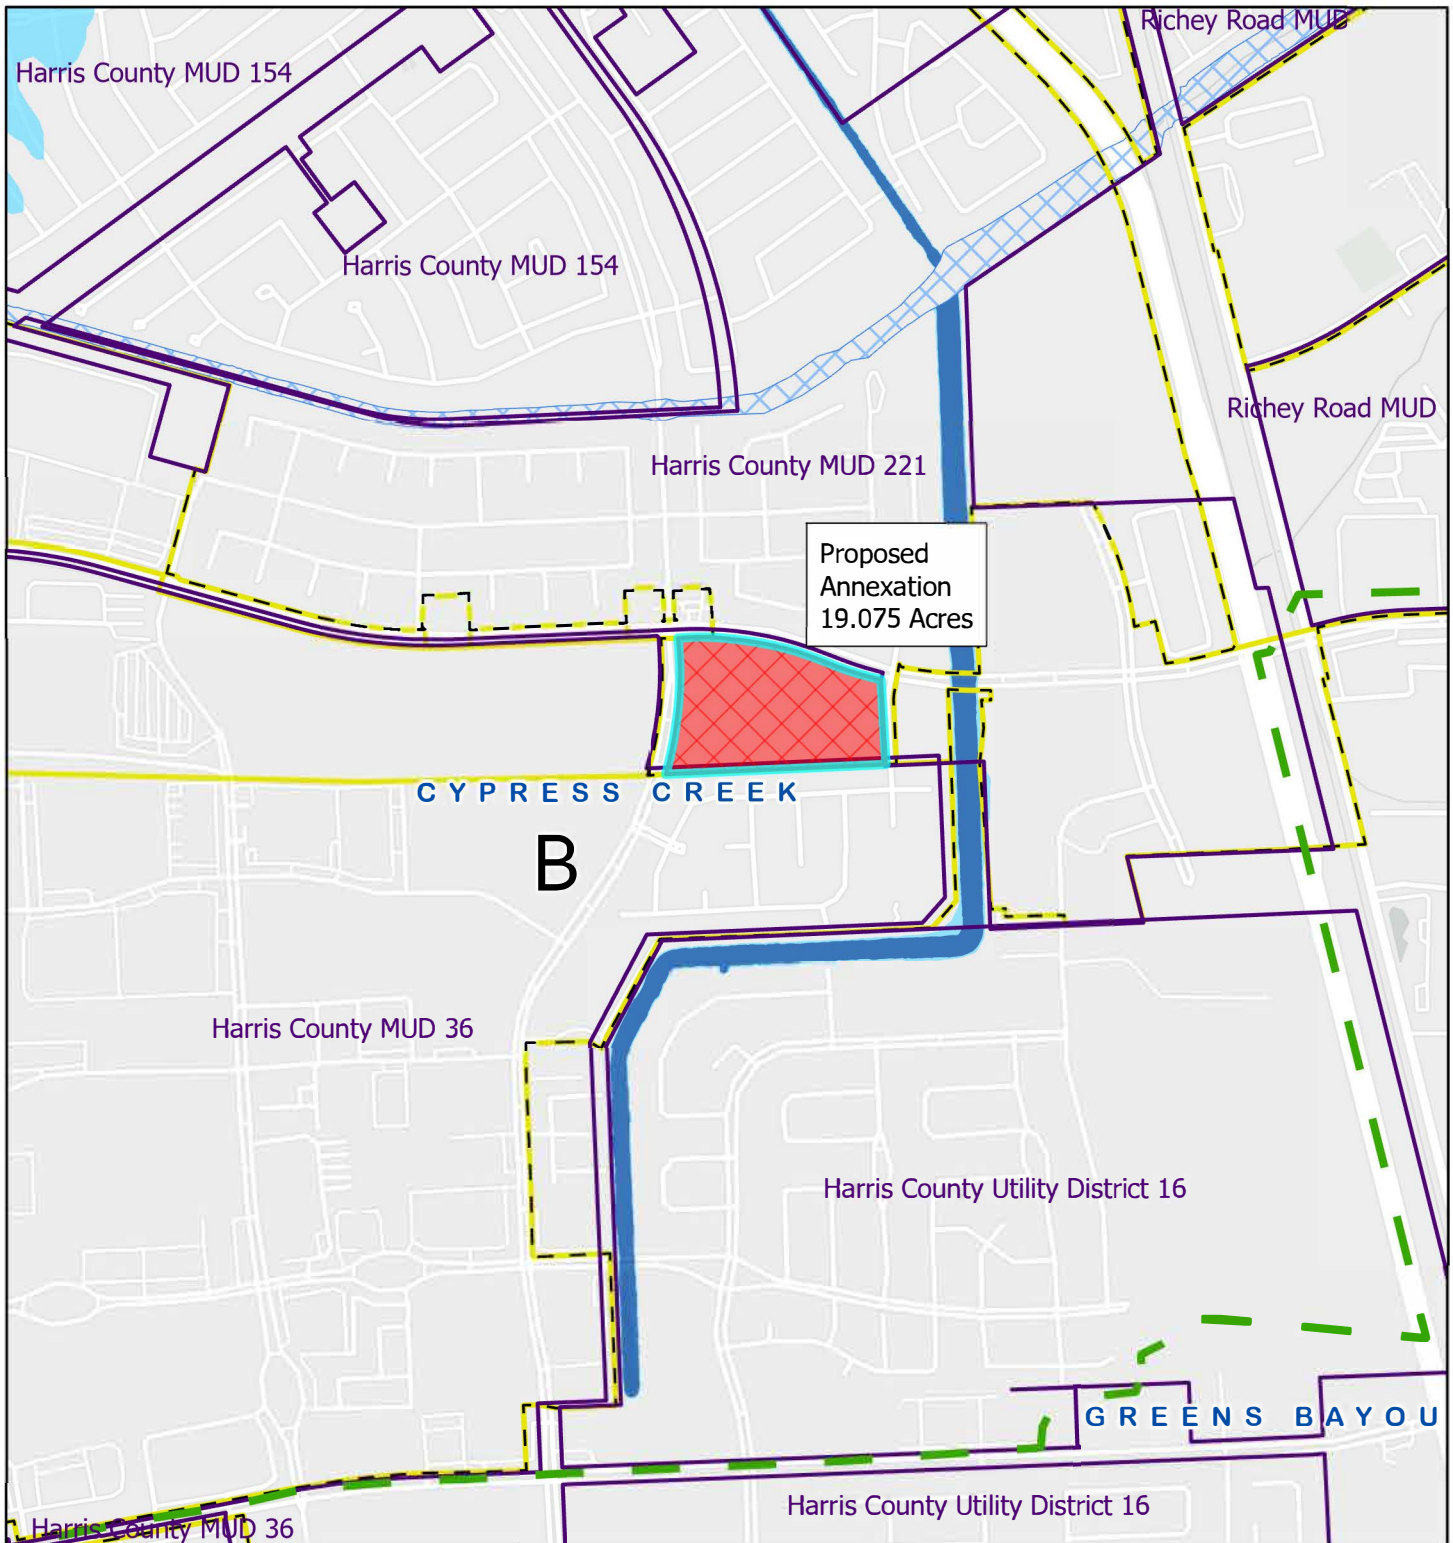 Richey Road MUD
Harris County MUD 154
Harris County MUD 154
Richey Road MUD
Harris County MUD 221
Proposed
Annexation
19.075 Acres
CYPRESS CREEK
B
Harris County MUD 36
Harris County Utility District 16
GREENS BAYOU
Harris County Utility District 16
Harris County MUD 36